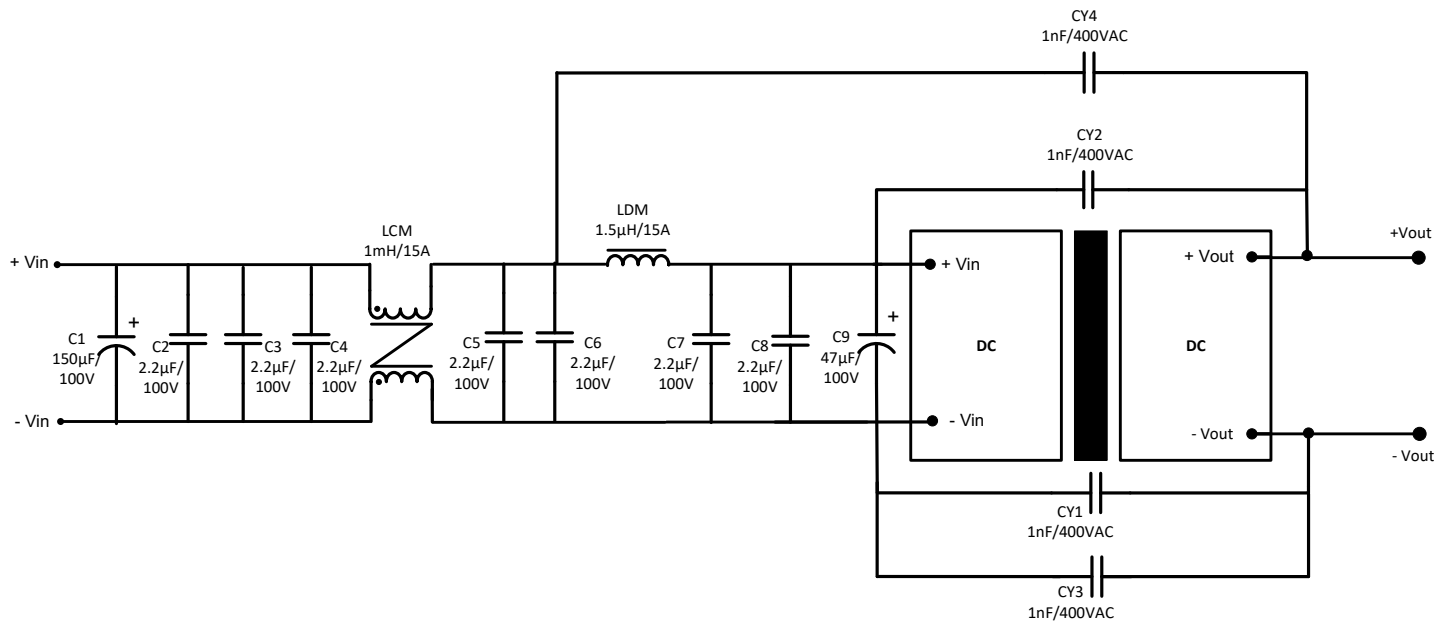 CY4
1nF/400VAC
CY2
1nF/400VAC
LDM
1.5µH/15A
LCM
1mH/15A
+ Vin
C1
150µF/
100V
+
C2
2.2µF/
100V
C3
2.2µF/
100V
C4
2.2µF/
100V
C5
2.2µF/
100V
C6
2.2µF/
100V
C7
2.2µF/
100V
C8
2.2µF/
100V
C9
47µF/
100V
+
- Vin
+ Vin
DC
- Vin
+ Vout
DC
- Vout
+Vout
- Vout
CY1
1nF/400VAC
CY3
1nF/400VAC